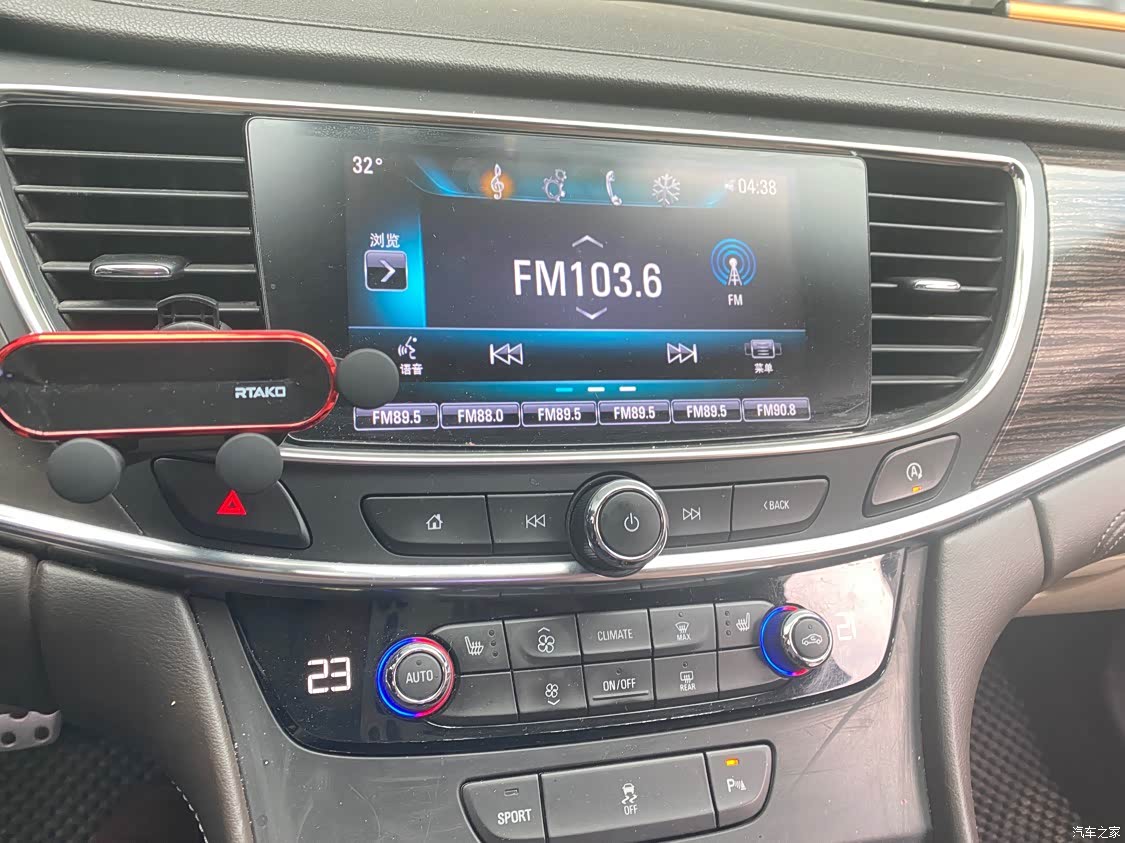 32°
04:38
浏览
FM103.6
FM
语音
菜单
FM89.5 FM88.0 FM89.5 FM89.5 FM89.5 FM90.8
RTAKO
< BACK
A
23
AUTO
CLIMATE
MAX
21
ON/OFF
REAR
SPORT
OFF
P
汽车之家